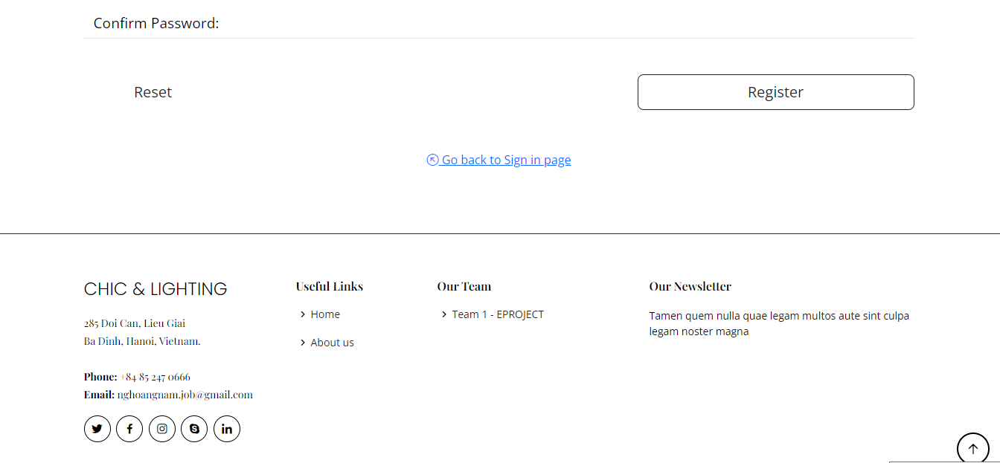 Confirm Password:
Reset
Register
Go back to Sign in page
CHIC & LIGHTING
285 Doi Can, Lieu Giai
Ba Dinh, Hanoi, Vietnam.
Phone: +84 85 247 0666
Email: nghoangnam.job@gmail.com
Useful Links
Home
About us
Our Team
Team 1 - EPROJECT
Our Newsletter
Tamen quem nulla quae legam multos aute sint culpa
legam noster magna